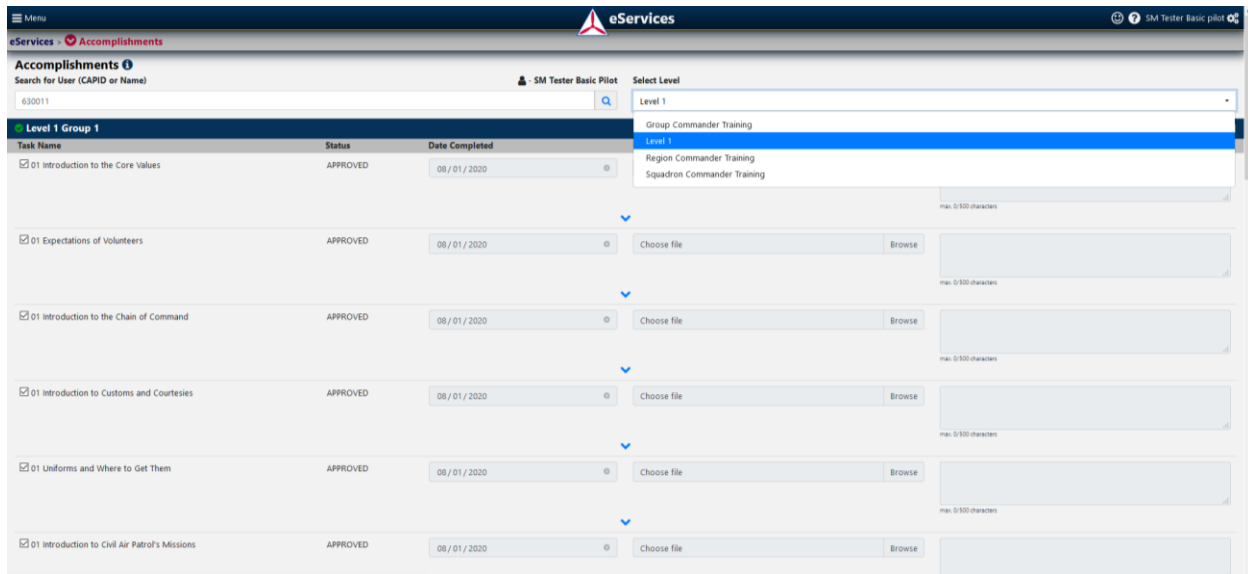 Menu
eServices
SM Tester Basic pilot
eServices > Accomplishments
Accomplishments
Search for User (CAPID or Name)
- SM Tester Basic Pilot
Select Level
630011
Level 1
Group Commander Training
Level 1
Region Commander Training
Squadron Commander Training
Level 1 Group 1
Task Name Status Date Completed
01 Introduction to the Core Values APPROVED 08/01/2020
max. 0/500 characters
01 Expectations of Volunteers APPROVED 08/01/2020 Choose file Browse
max. 0/500 characters
01 Introduction to the Chain of Command APPROVED 08/01/2020 Choose file Browse
max. 0/500 characters
01 Introduction to Customs and Courtesies APPROVED 08/01/2020 Choose file Browse
max. 0/500 characters
01 Uniforms and Where to Get Them APPROVED 08/01/2020 Choose file Browse
max. 0/500 characters
01 Introduction to Civil Air Patrol's Missions APPROVED 08/01/2020 Choose file Browse